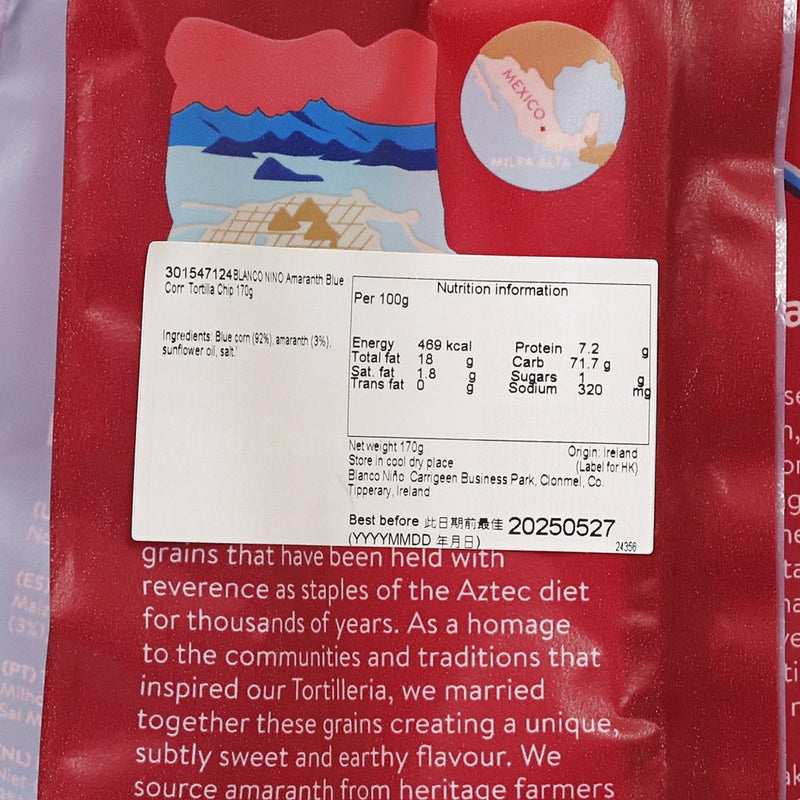 MEXICO
MILPA ALTA
301547124BLANCO NINO Amaranth Blue
Corn Tortilla Chip 170g
Ingredients: Blue corn (92%), amaranth (3%),
sunflower oil, salt.
Nutrition information
Per 100g
Energy 469 kcal Protein 7.2 g
Total fat 18 g Carb 71.7 g
Sat. fat 1.8 g Sugars 1 g
Trans fat 0 g Sodium 320 mg
Net weight 170g Origin: Ireland
Store in cool dry place (Label for HK)
Blanco Niño Carrigeen Business Park, Clonmel, Co.
Tipperary, Ireland
Best before 此日期前最佳 20250527
(YYYYMMDD 年月日) 24356
grains that have been held with
reverence as staples of the Aztec diet
for thousands of years. As a homage
to the communities and traditions that
inspired our Tortilleria, we married
together these grains creating a unique,
subtly sweet and earthy flavour. We
source amaranth from heritage farmers
(ES)
(3%)
(PT)
Milho
Sal M
(NL)